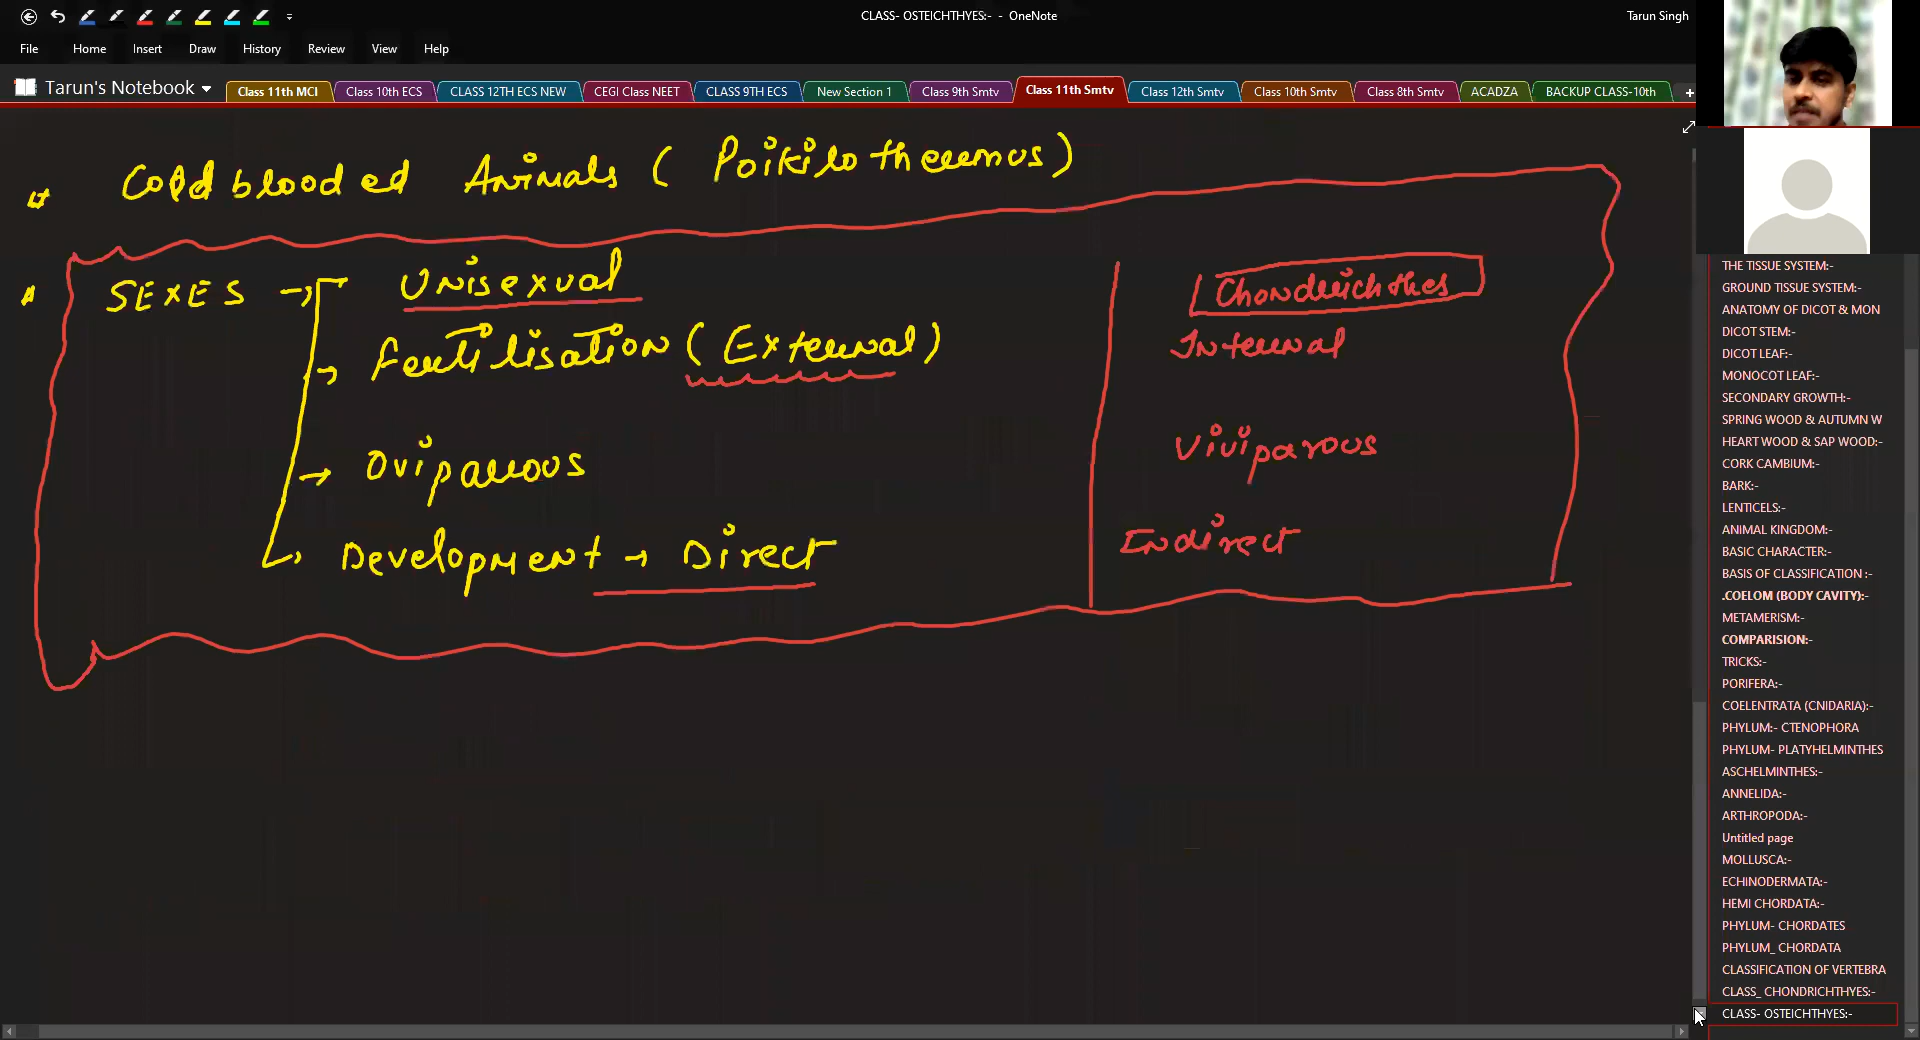 CLASS- OSTEICHTHYES:- - OneNote
Tarun Singh
File Home Insert Draw History Review View Help
Tarun's Notebook
Class 11th MCI Class 10th ECS CLASS 12TH ECS NEW CEGI Class NEET CLASS 9TH ECS New Section 1 Class 9th Smtv Class 11th Smtv Class 12th Smtv Class 10th Smtv Class 8th Smtv ACADZA BACKUP CLASS-10th +
Cold blooded Animals ( Poikilothermus)
SEXES → Unisexual
→ Fertilisation (External)
→ Oviparous
→ Development → Direct
Chondrichthes
Internal
Viviparous
Indirect
THE TISSUE SYSTEM:-
GROUND TISSUE SYSTEM:-
ANATOMY OF DICOT & MON
DICOT STEM:-
DICOT LEAF:-
MONOCOT LEAF:-
SECONDARY GROWTH:-
SPRING WOOD & AUTUMN W
HEART WOOD & SAP WOOD:-
CORK CAMBIUM:-
BARK:-
LENTICELS:-
ANIMAL KINGDOM:-
BASIC CHARACTER:-
BASIS OF CLASSIFICATION :-
.COELOM (BODY CAVITY):-
METAMERISM:-
COMPARISION:-
TRICKS:-
PORIFERA:-
COELENTRATA (CNIDARIA):-
PHYLUM:- CTENOPHORA
PHYLUM- PLATYHELMINTHES
ASCHELMINTHES:-
ANNELIDA:-
ARTHROPODA:-
Untitled page
MOLLUSCA:-
ECHINODERMATA:-
HEMI CHORDATA:-
PHYLUM- CHORDATES
PHYLUM_ CHORDATA
CLASSIFICATION OF VERTEBRA
CLASS_ CHONDRICHTHYES:-
CLASS- OSTEICHTHYES:-